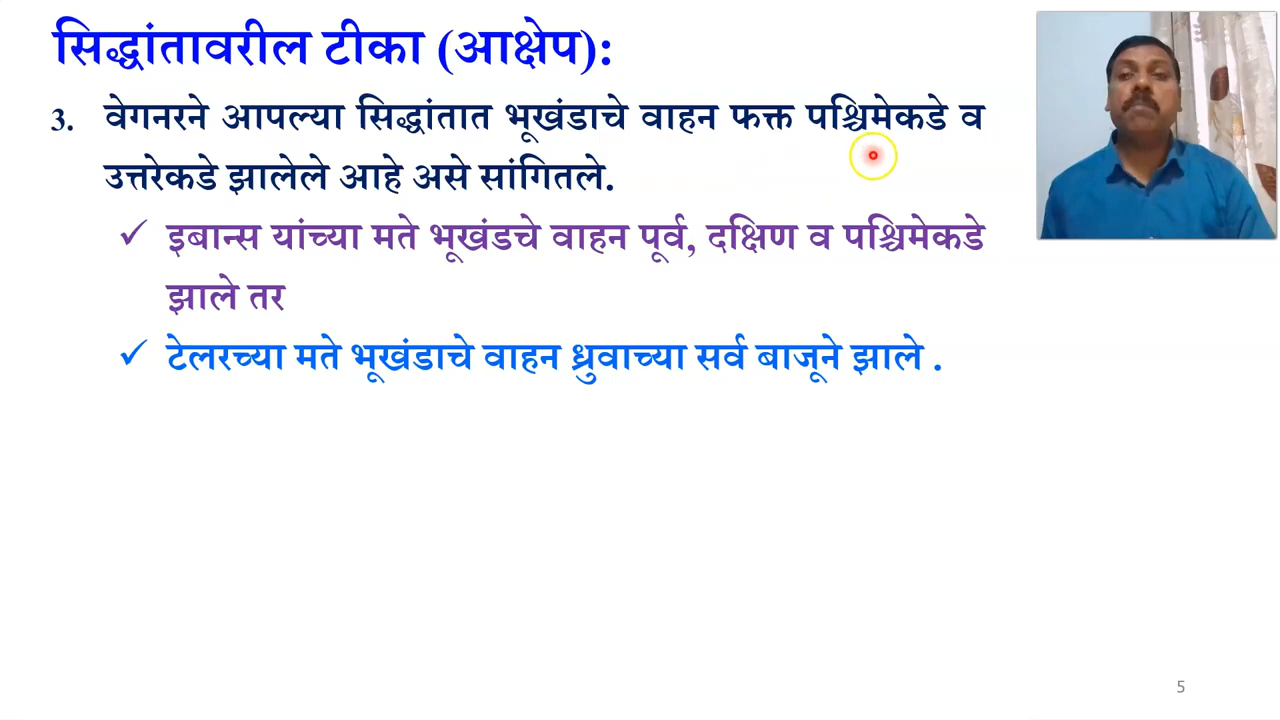 सिद्धांतावरील टीका (आक्षेप):
3. वेगनरने आपल्या सिद्धांतात भूखंडाचे वाहन फक्त पश्चिमेकडे व
उत्तरेकडे झालेले आहे असे सांगितले.
✓ इबान्स यांच्या मते भूखंडचे वाहन पूर्व, दक्षिण व पश्चिमेकडे
झाले तर
✓ टेलरच्या मते भूखंडाचे वाहन ध्रुवाच्या सर्व बाजूने झाले .
5